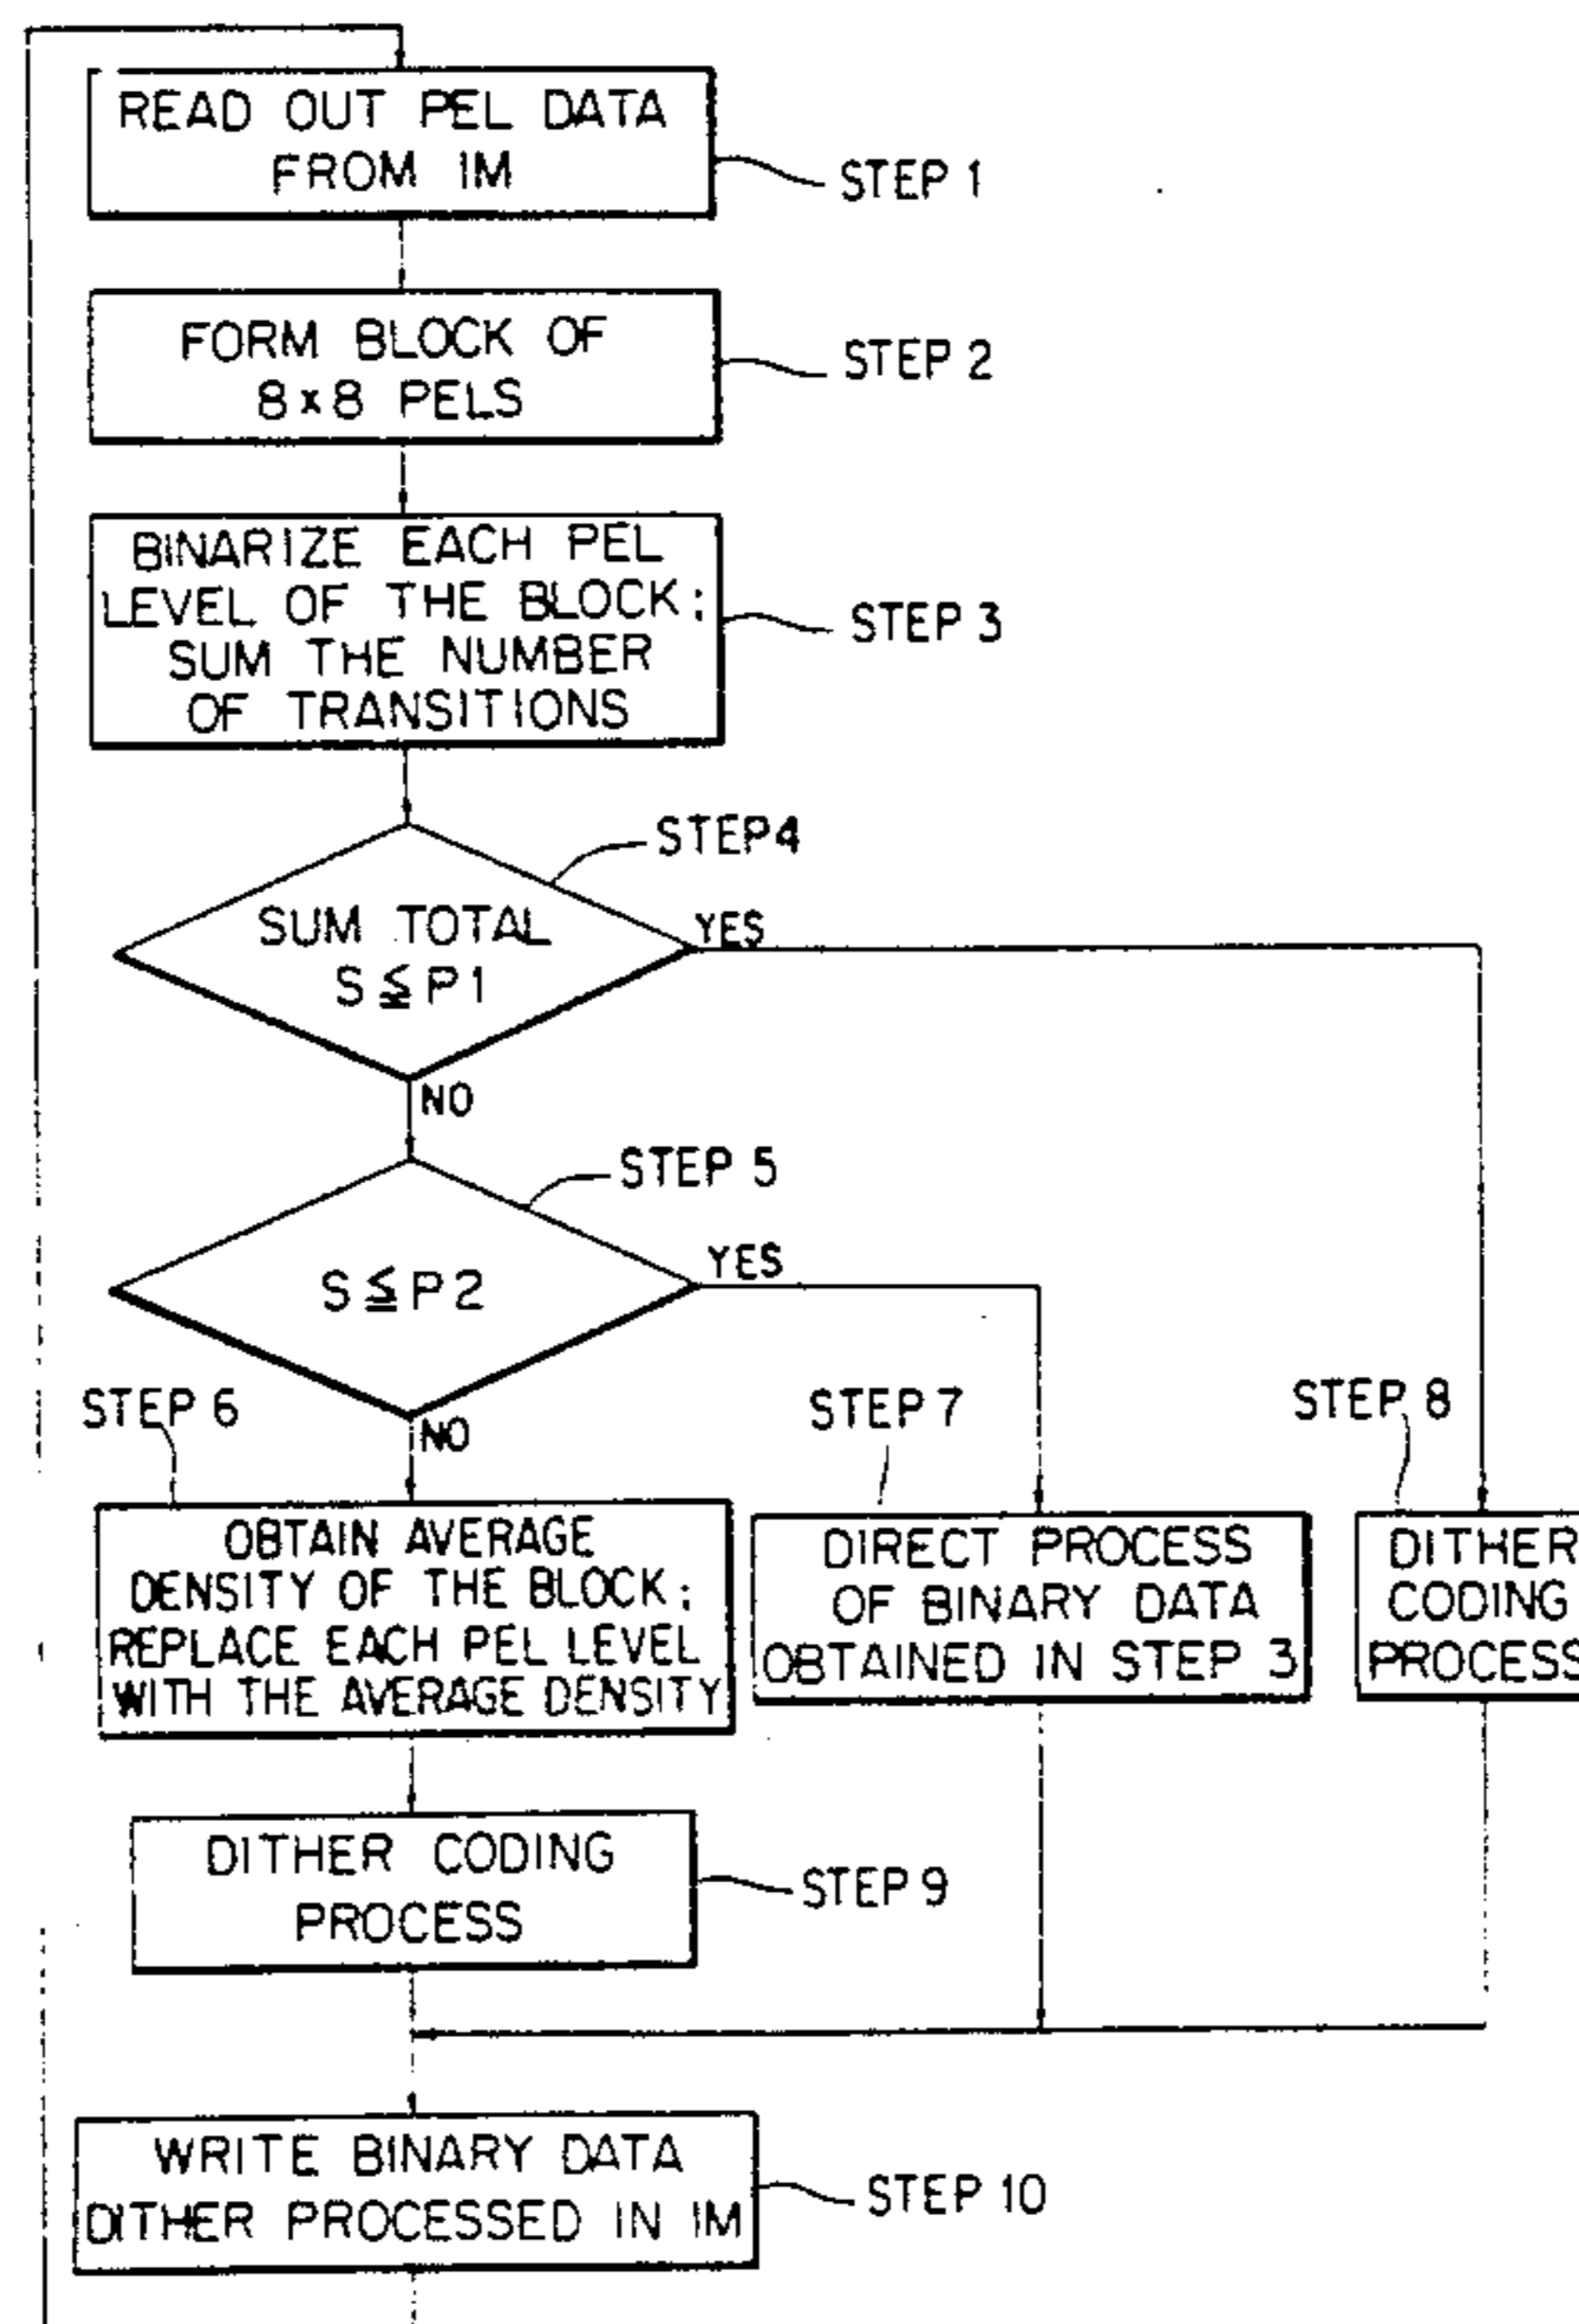 READ OUT PEL DATA
FROM IM
STEP 1
FORM BLOCK OF
8×8 PELS
STEP 2
BINARIZE EACH PEL
LEVEL OF THE BLOCK;
SUM THE NUMBER
OF TRANSITIONS
STEP 3
STEP4
SUM TOTAL
S ≦ P1
YES
NO
STEP 5
S ≦ P2
YES
NO
STEP 6
OBTAIN AVERAGE
DENSITY OF THE BLOCK;
REPLACE EACH PEL LEVEL
WITH THE AVERAGE DENSITY
STEP 7
DIRECT PROCESS
OF BINARY DATA
OBTAINED IN STEP 3
STEP 8
DITHER
CODING
PROCESS
DITHER CODING
PROCESS
STEP 9
WRITE BINARY DATA
DITHER PROCESSED IN IM
STEP 10